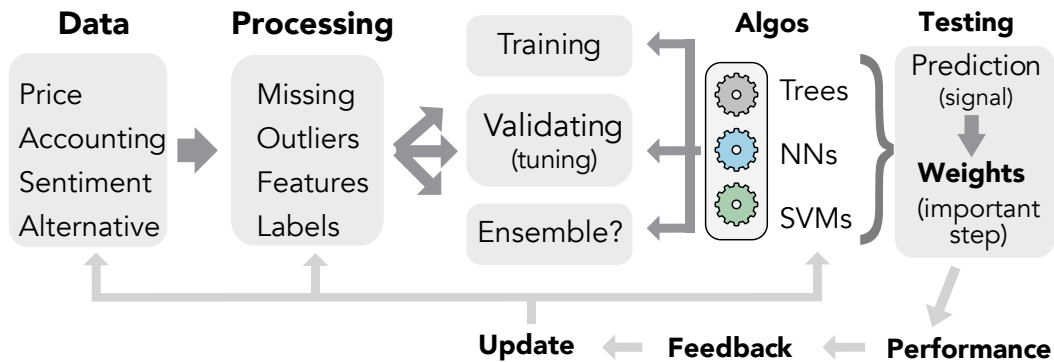 Data
Price
Accounting
Sentiment
Alternative
Processing
Missing
Outliers
Features
Labels
Training
Validating
(tuning)
Ensemble?
Algos
Trees
NNs
SVMs
Testing
Prediction
(signal)
Weights
(important
step)
Update
Feedback
Performance